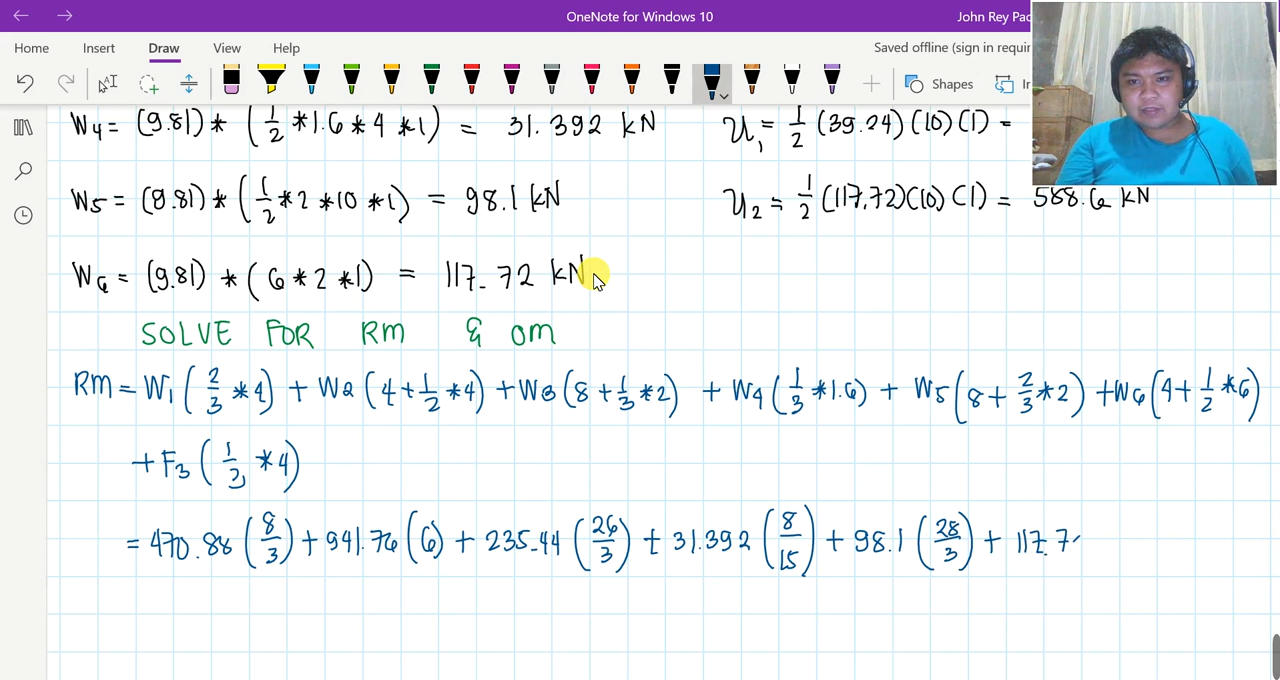 OneNote for Windows 10
John Rey Pac
Home Insert Draw View Help
Saved offline (sign in requir
Shapes In
W4 = (9.81) * (1/2 * 1.6 * 4 * 1) = 31.392 kN
U1 = 1/2 (39.24)(10)(1) =
W5 = (9.81) * (1/2 * 2 * 10 * 1) = 98.1 kN
U2 = 1/2 (117.72)(10)(1) = 588.6 kN
W6 = (9.81) * (6 * 2 * 1) = 117.72 kN
SOLVE FOR RM & OM
RM = W1 (2/3 * 4) + W2 (4 + 1/2 * 4) + W3 (8 + 1/3 * 2) + W4 (1/3 * 1.6) + W5 (8 + 2/3 * 2) + W6 (4 + 1/2 * 6)
+ F3 (1/3 * 4)
= 470.88 (8/3) + 941.76 (6) + 235.44 (26/3) + 31.392 (8/15) + 98.1 (28/3) + 117.7